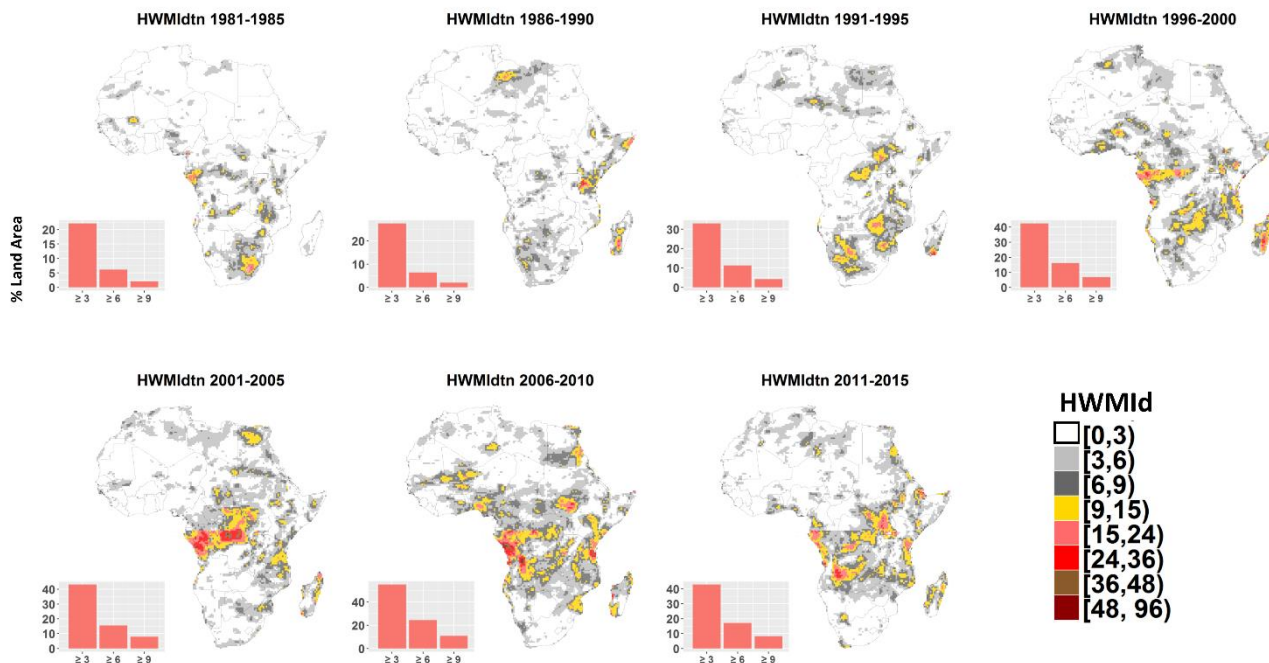 HWMIdtn 1981-1985
HWMIdtn 1986-1990
HWMIdtn 1991-1995
HWMIdtn 1996-2000
% Land Area
20
15
10
5
0
≥ 3 ≥ 6 ≥ 9
20
10
0
≥ 3 ≥ 6 ≥ 9
30
20
10
0
≥ 3 ≥ 6 ≥ 9
40
30
20
10
0
≥ 3 ≥ 6 ≥ 9
HWMIdtn 2001-2005
HWMIdtn 2006-2010
HWMIdtn 2011-2015
40
30
20
10
0
≥ 3 ≥ 6 ≥ 9
40
20
0
≥ 3 ≥ 6 ≥ 9
40
30
20
10
0
≥ 3 ≥ 6 ≥ 9
HWMId
[0,3)
[3,6)
[6,9)
[9,15)
[15,24)
[24,36)
[36,48)
[48, 96)